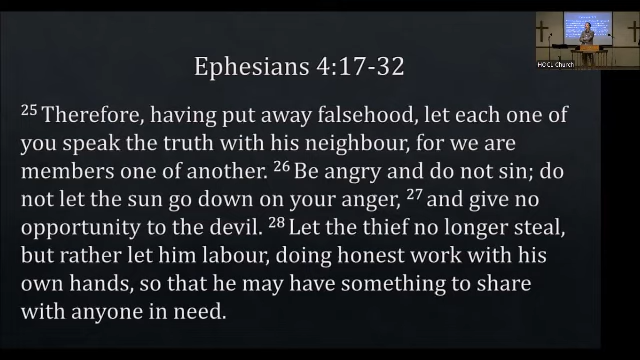 Ephesians 4:17-32
25 Therefore, having put away falsehood, let each one of
you speak the truth with his neighbour, for we are
members one of another. 26 Be angry and do not sin; do
not let the sun go down on your anger, 27 and give no
opportunity to the devil. 28 Let the thief no longer steal,
but rather let him labour, doing honest work with his
own hands, so that he may have something to share
with anyone in need.